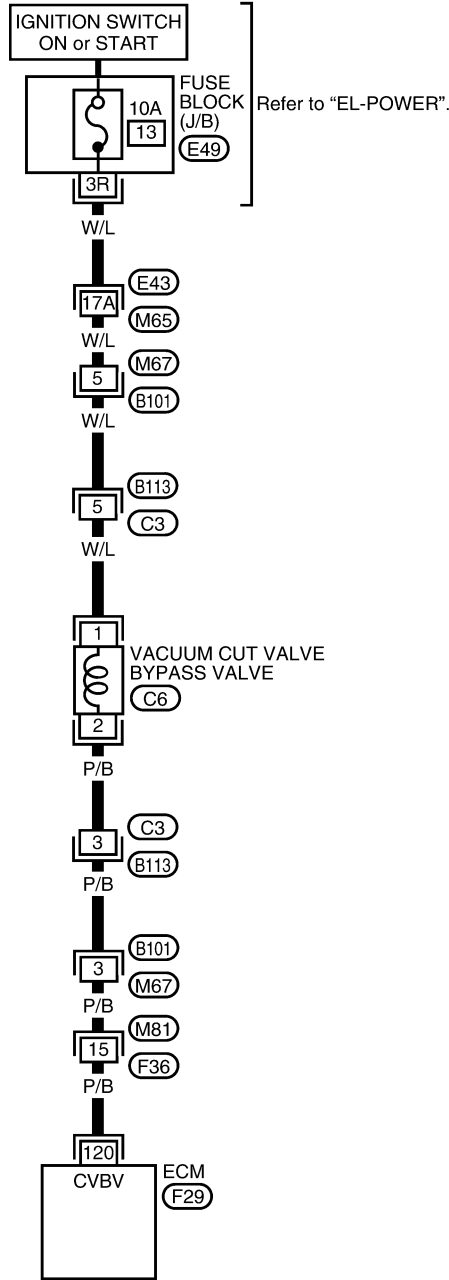 IGNITION SWITCH
ON or START
FUSE
BLOCK
(J/B)
10A
13
E49
Refer to “EL-POWER”.
3R
W/L
E43
17A
M65
W/L
M67
5
B101
W/L
B113
5
C3
W/L
1
VACUUM CUT VALVE
BYPASS VALVE
C6
2
P/B
C3
3
B113
P/B
B101
3
M67
P/B
M81
15
F36
P/B
120
ECM
CVBV
F29